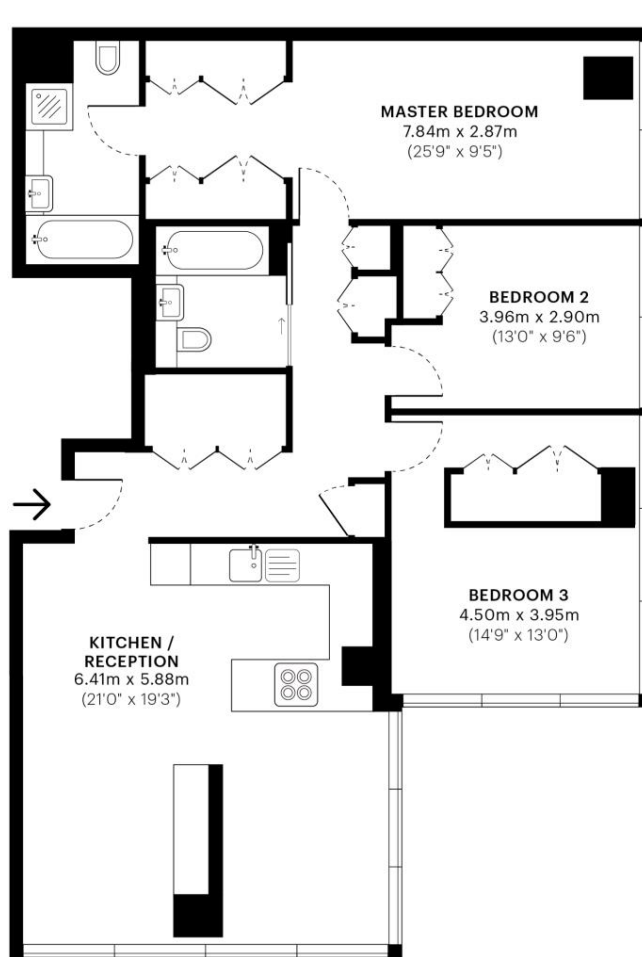 MASTER BEDROOM
7.84m x 2.87m
(25'9" x 9'5")
BEDROOM 2
3.96m x 2.90m
(13'0" x 9'6")
BEDROOM 3
4.50m x 3.95m
(14'9" x 13'0")
KITCHEN /
RECEPTION
6.41m x 5.88m
(21'0" x 19'3")